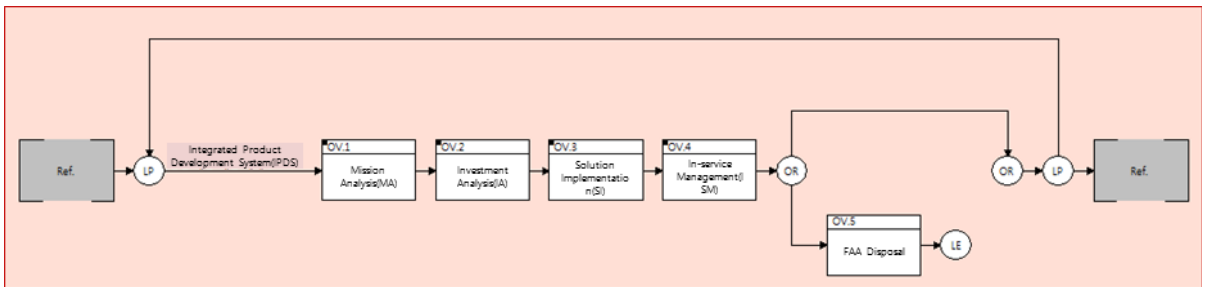 Integrated Product
Development System(IPDS)
Ref.
LP
OV.1
Mission
Analysis(MA)
OV.2
Investment
Analysis(IA)
OV.3
Solution
Implementatio
n(SI)
OV.4
In-service
Management(I
SM)
OR
OR
LP
Ref.
OV.5
FAA Disposal
LE